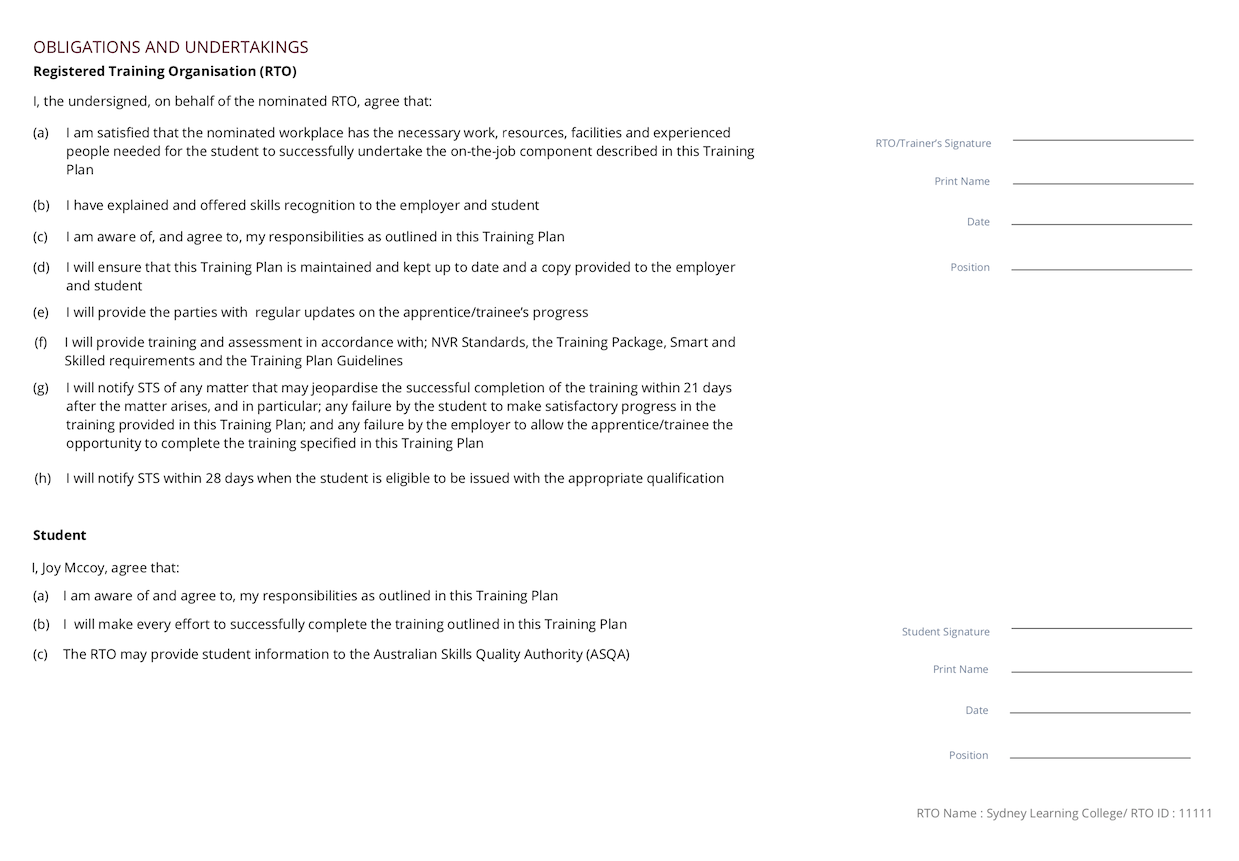 OBLIGATIONS AND UNDERTAKINGS
Registered Training Organisation (RTO)
I, the undersigned, on behalf of the nominated RTO, agree that:
(a) I am satisfied that the nominated workplace has the necessary work, resources, facilities and experienced
people needed for the student to successfully undertake the on-the-job component described in this Training
Plan
(b) I have explained and offered skills recognition to the employer and student
(c) I am aware of, and agree to, my responsibilities as outlined in this Training Plan
(d) I will ensure that this Training Plan is maintained and kept up to date and a copy provided to the employer
and student
(e) I will provide the parties with  regular updates on the apprentice/trainee's progress
(f) I will provide training and assessment in accordance with; NVR Standards, the Training Package, Smart and
Skilled requirements and the Training Plan Guidelines
(g) I will notify STS of any matter that may jeopardise the successful completion of the training within 21 days
after the matter arises, and in particular; any failure by the student to make satisfactory progress in the
training provided in this Training Plan; and any failure by the employer to allow the apprentice/trainee the
opportunity to complete the training specified in this Training Plan
(h) I will notify STS within 28 days when the student is eligible to be issued with the appropriate qualification
RTO/Trainer's Signature
Print Name
Date
Position
Student
I, Joy Mccoy, agree that:
(a) I am aware of and agree to, my responsibilities as outlined in this Training Plan
(b) I  will make every effort to successfully complete the training outlined in this Training Plan
(c) The RTO may provide student information to the Australian Skills Quality Authority (ASQA)
Student Signature
Print Name
Date
Position
RTO Name : Sydney Learning College/ RTO ID : 11111